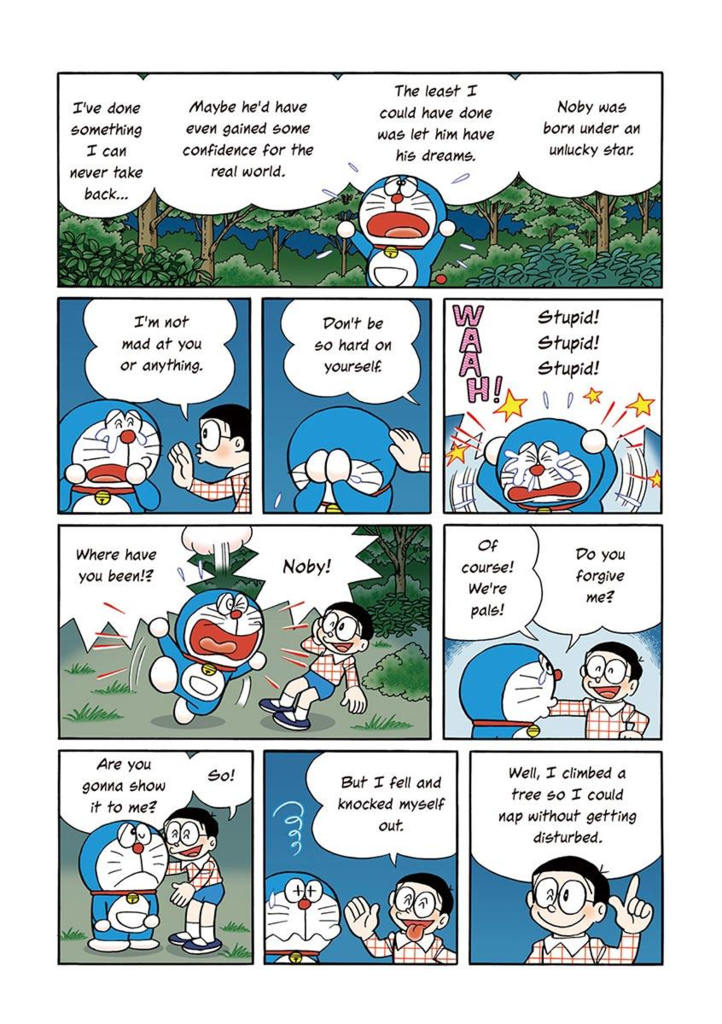 Noby was
born under an
unlucky star.
The least I
could have done
was let him have
his dreams.
Maybe he'd have
even gained some
confidence for the
real world.
I've done
something
I can
never take
back...
Stupid!
Stupid!
Stupid!
WAAH!
Don't be
so hard on
yourself.
I'm not
mad at you
or anything.
Do you
forgive
me?
Of
course!
We're
pals!
Noby!
Where have
you been!?
Well, I climbed a
tree so I could
nap without getting
disturbed.
But I fell and
knocked myself
out.
So!
Are you
gonna show
it to me?